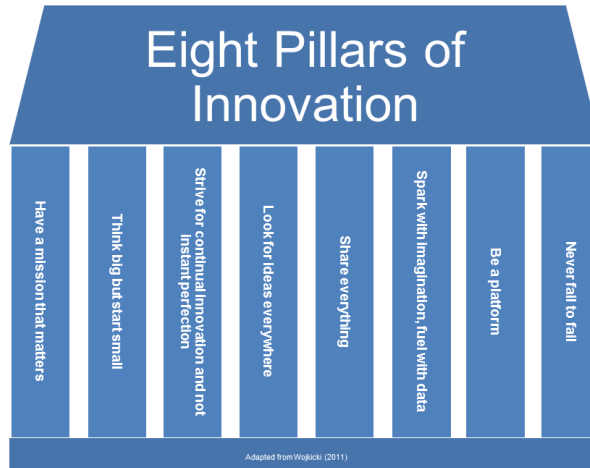 Eight Pillars of
Innovation
Have a mission that matters
Think big but start small
Strive for continual innovation and not
instant perfection
Look for ideas everywhere
Share everything
Spark with imagination, fuel with data
Be a platform
Never fail to fail
Adapted from Wojkicki (2011)